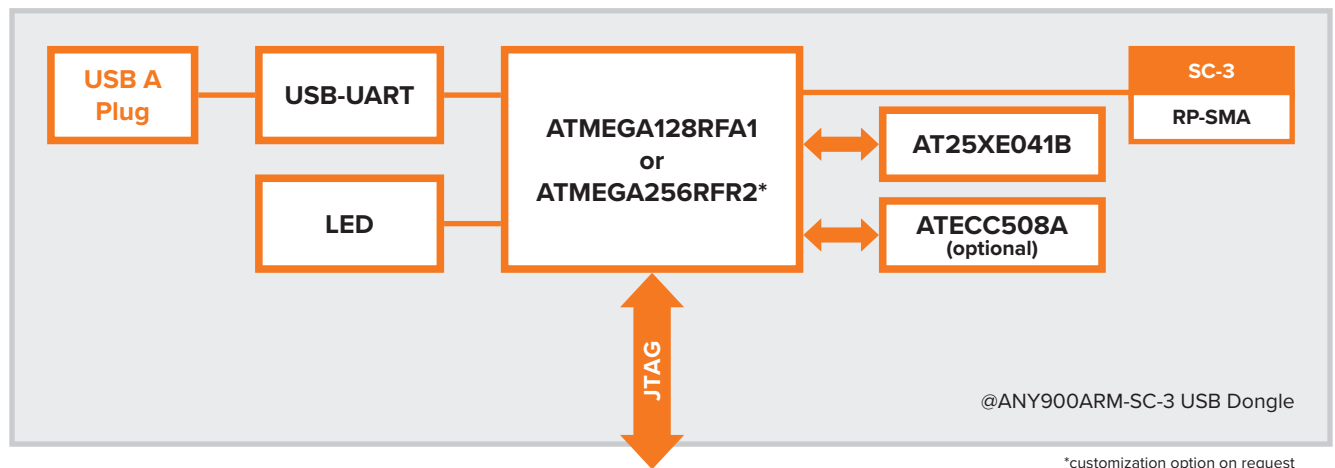 USB A
Plug
USB-UART
LED
ATMEGA128RFA1
or
ATMEGA256RFR2*
SC-3
RP-SMA
AT25XE041B
ATECC508A
(optional)
JTAG
@ANY900ARM-SC-3 USB Dongle
*customization option on request